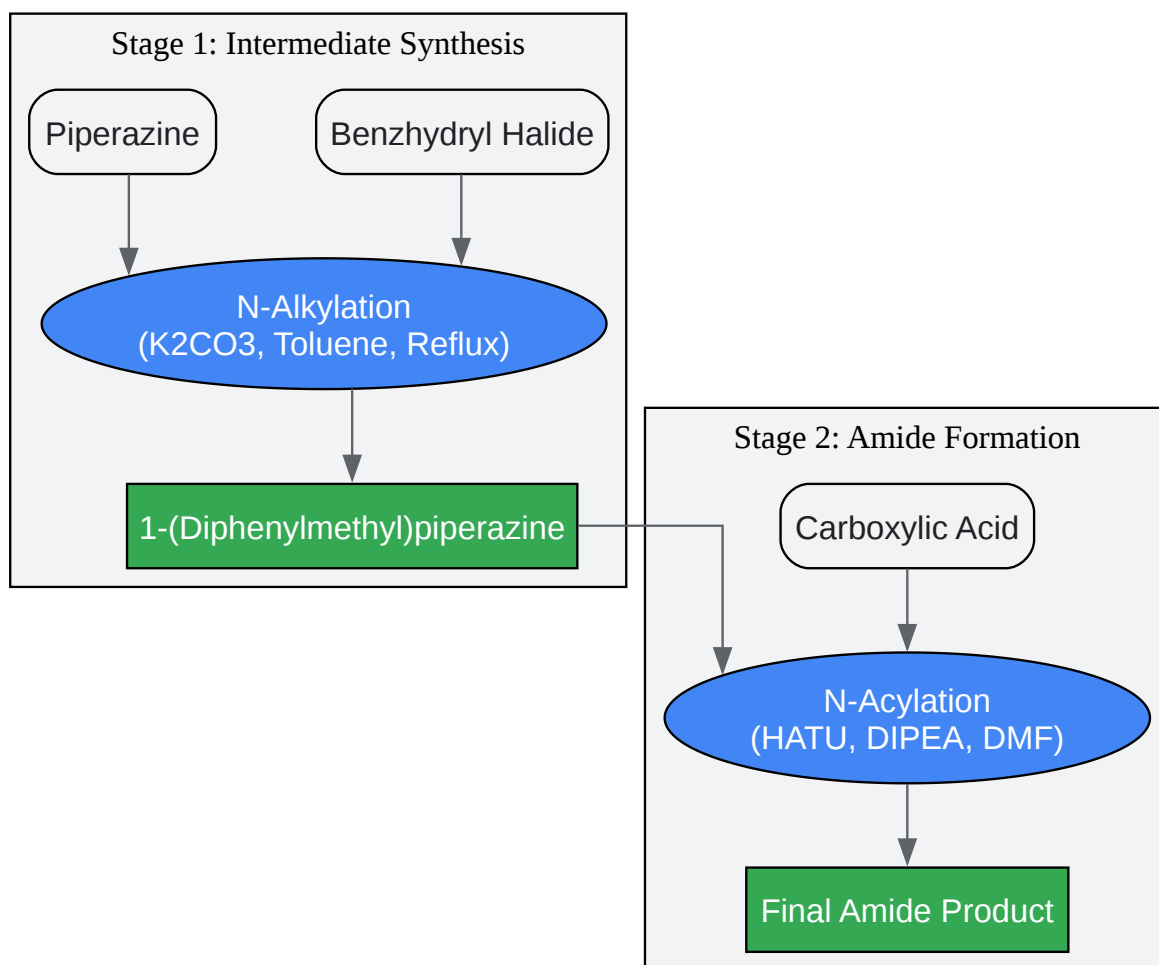 Stage 1: Intermediate Synthesis
Piperazine
Benzhydryl Halide
N-Alkylation
(K2CO3, Toluene, Reflux)
1-(Diphenylmethyl)piperazine
Stage 2: Amide Formation
Carboxylic Acid
N-Acylation
(HATU, DIPEA, DMF)
Final Amide Product